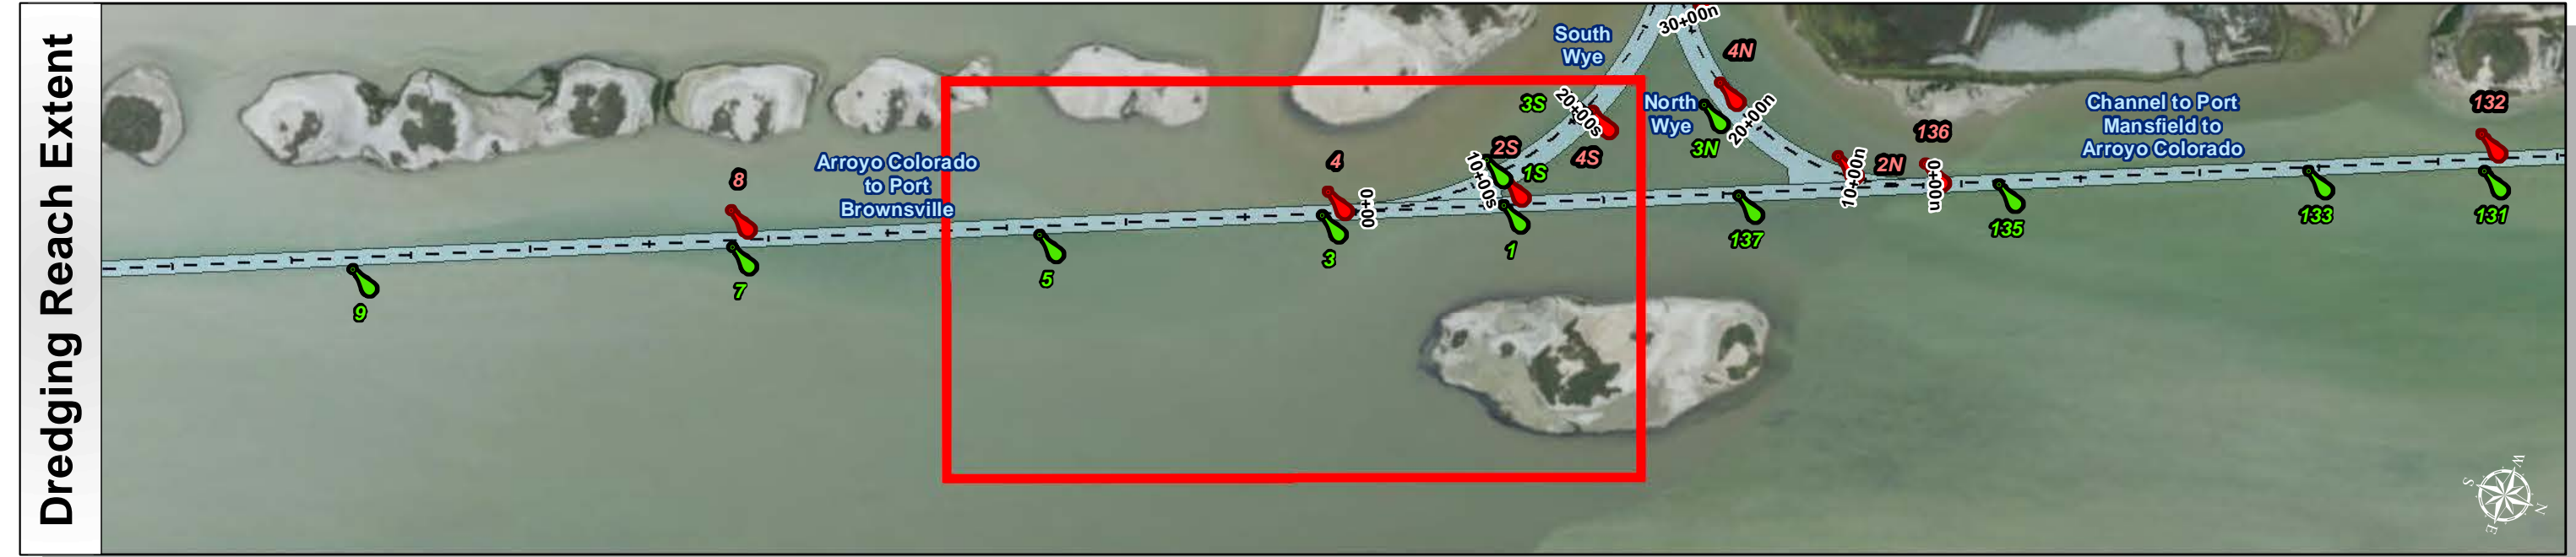 Dredging Reach Extent
South
Wye
30+00n
4N
3S
20+00s
North
Wye
20+00n
3N
4S
2S
1S
10+00s
Channel to Port
Mansfield to
Arroyo Colorado
132
136
2N
10+00n
0+00n
Arroyo Colorado
to Port
Brownsville
8
4
0+00
9
7
5
3
1
137
135
133
131
W
S
N
E